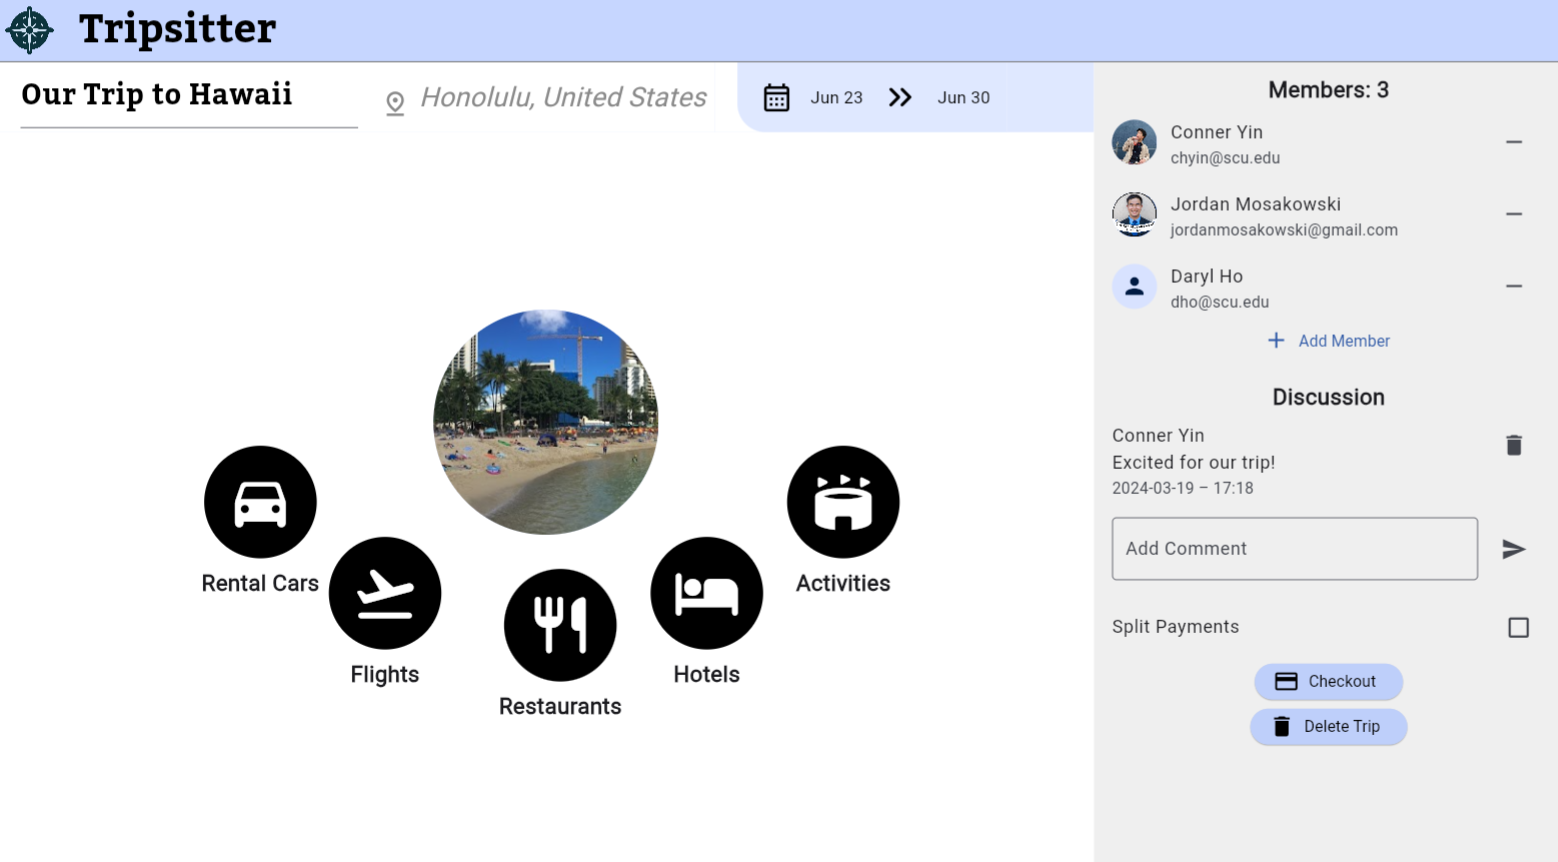 Tripsitter
Our Trip to Hawaii
Honolulu, United States
Jun 23
Jun 30
Rental Cars
Flights
Restaurants
Hotels
Activities
Members: 3
Conner Yin
chyin@scu.edu
Jordan Mosakowski
jordanmosakowski@gmail.com
Daryl Ho
dho@scu.edu
Add Member
Discussion
Conner Yin
Excited for our trip!
2024-03-19 – 17:18
Add Comment
Split Payments
Checkout
Delete Trip